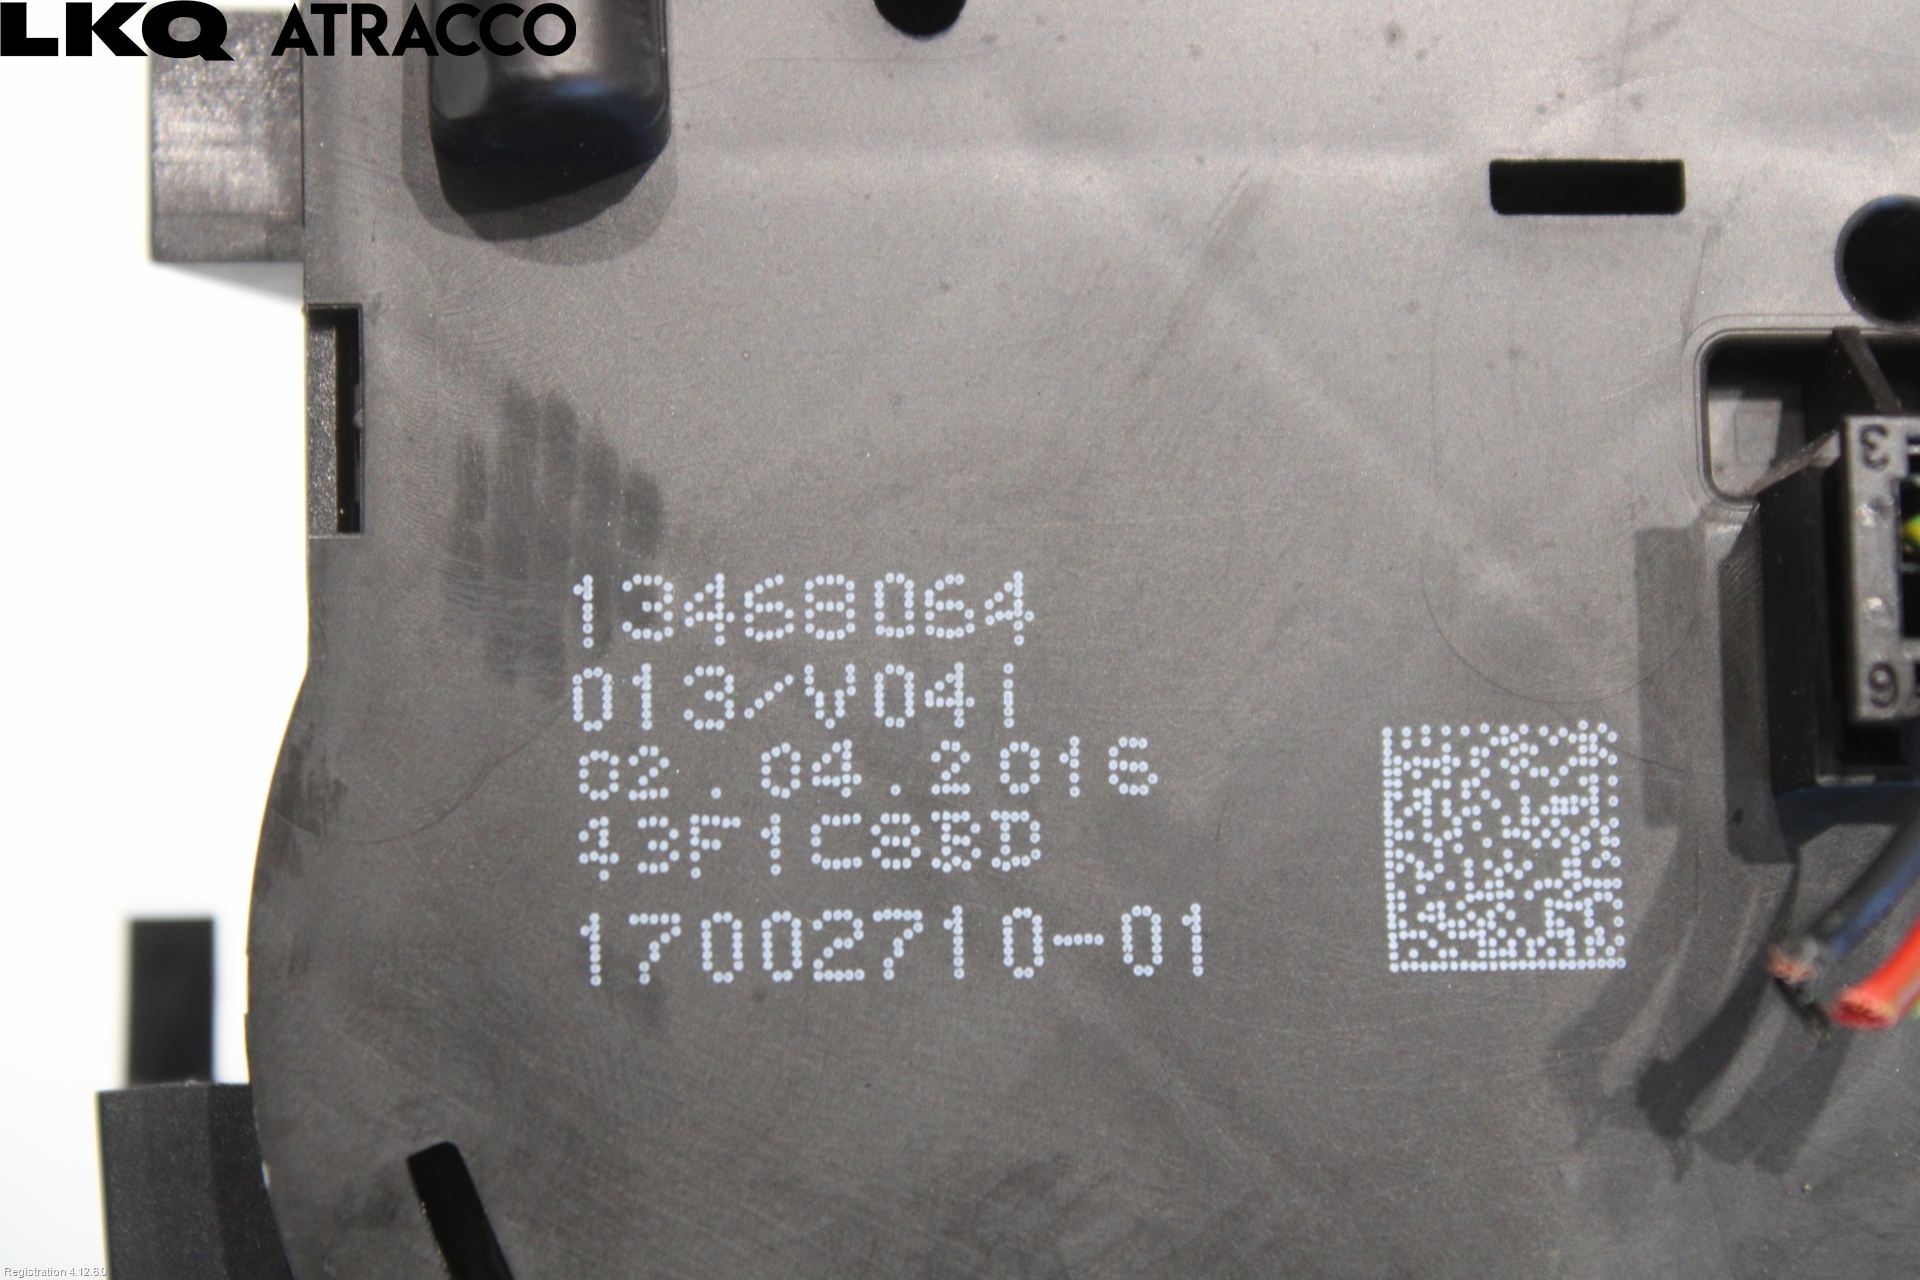 LKQ ATRACCO
3
13468064
013/V04i
6
02.04.2016
43F1C8BD
17002710-01
Registration 4.12.6.0